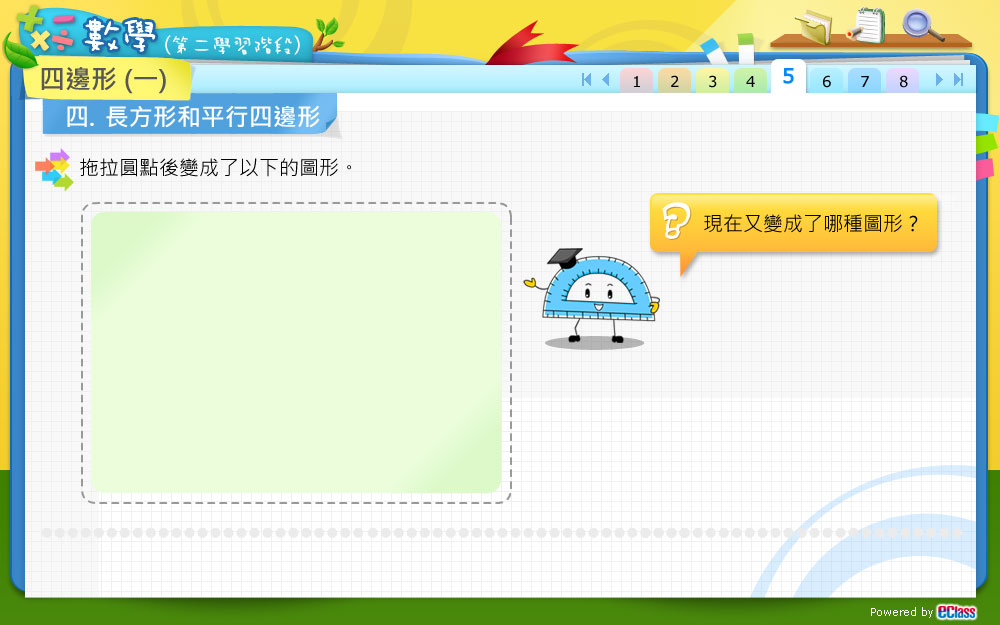 數學 (第二學習階段)
四邊形 (一)
1 2 3 4 5 6 7 8
四. 長方形和平行四邊形
拖拉圓點後變成了以下的圖形。
? 現在又變成了哪種圖形？
Powered by eClass